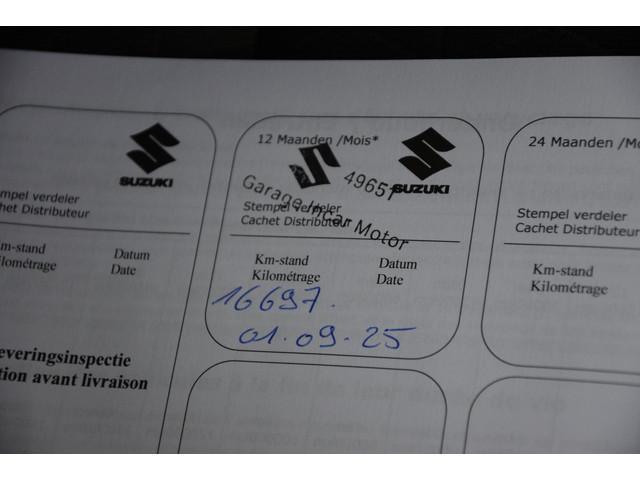 SUZUKI
Stempel verdeler
Cachet Distributeur
Km-stand Datum
Kilométrage Date
everingsinspectie
tion avant livraison
12 Maanden /Mois*
SUZUKI
49657
Garage Incar Motor
Stempel verdeler
Cachet Distributeur
Km-stand Datum
Kilométrage Date
16697.
01.09.25
24 Maanden /Mo
Stempel verdeler
Cachet Distributeur
Km-stand
Kilométrage